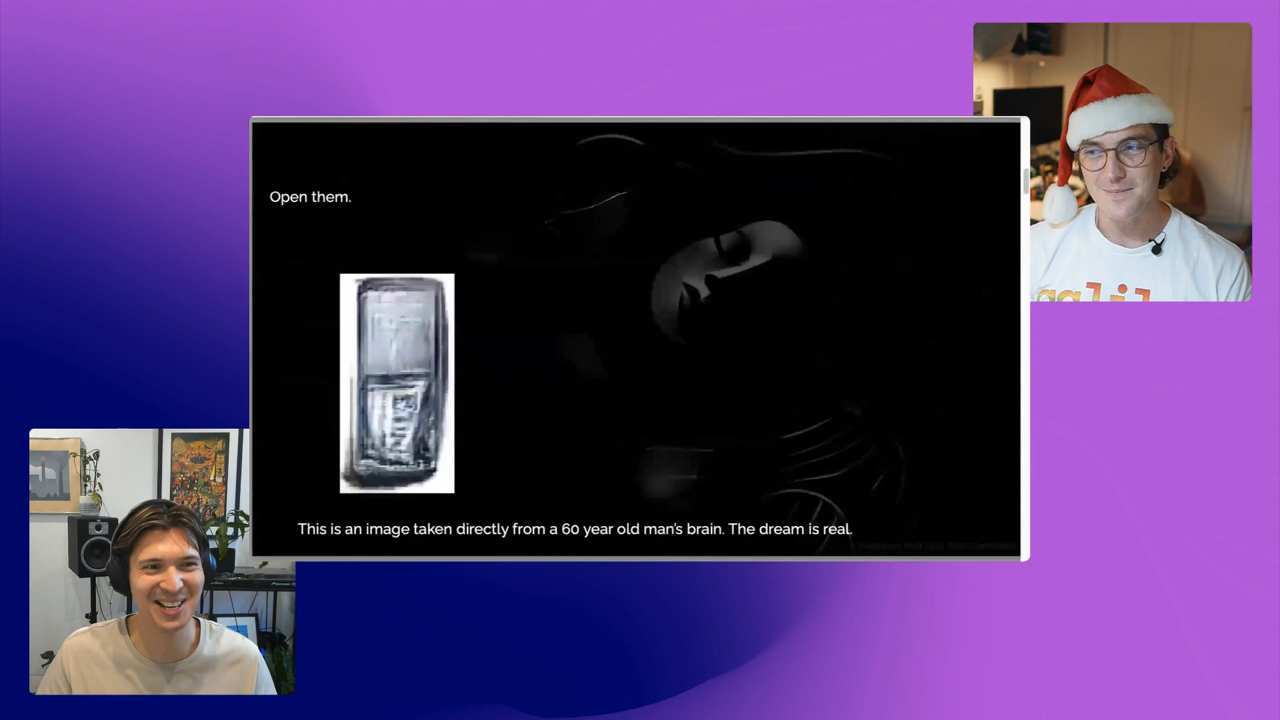 Open them.
This is an image taken directly from a 60 year old man's brain. The dream is real.